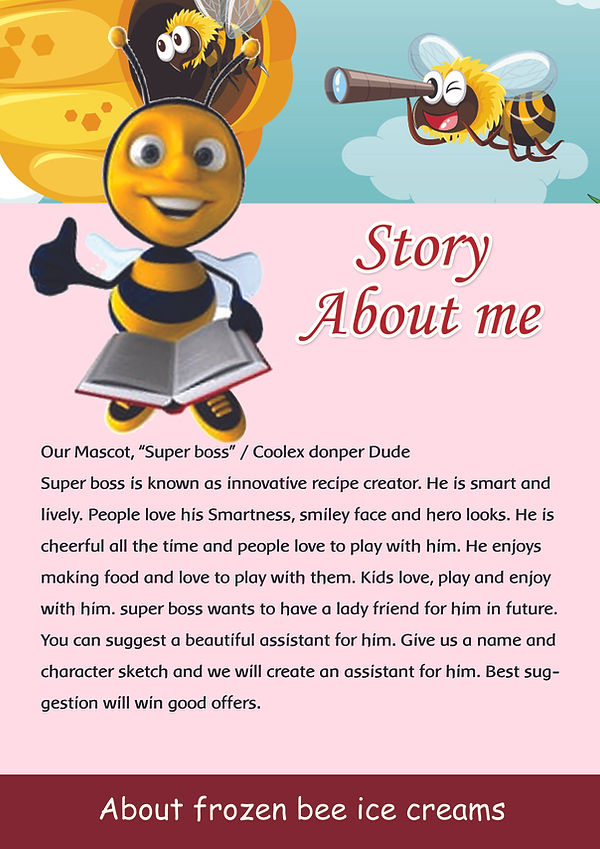 Story
About me
Our Mascot, “Super boss” / Coolex donper Dude
Super boss is known as innovative recipe creator. He is smart and
lively. People love his Smartness, smiley face and hero looks. He is
cheerful all the time and people love to play with him. He enjoys
making food and love to play with them. Kids love, play and enjoy
with him. super boss wants to have a lady friend for him in future.
You can suggest a beautiful assistant for him. Give us a name and
character sketch and we will create an assistant for him. Best sug-
gestion will win good offers.
About frozen bee ice creams